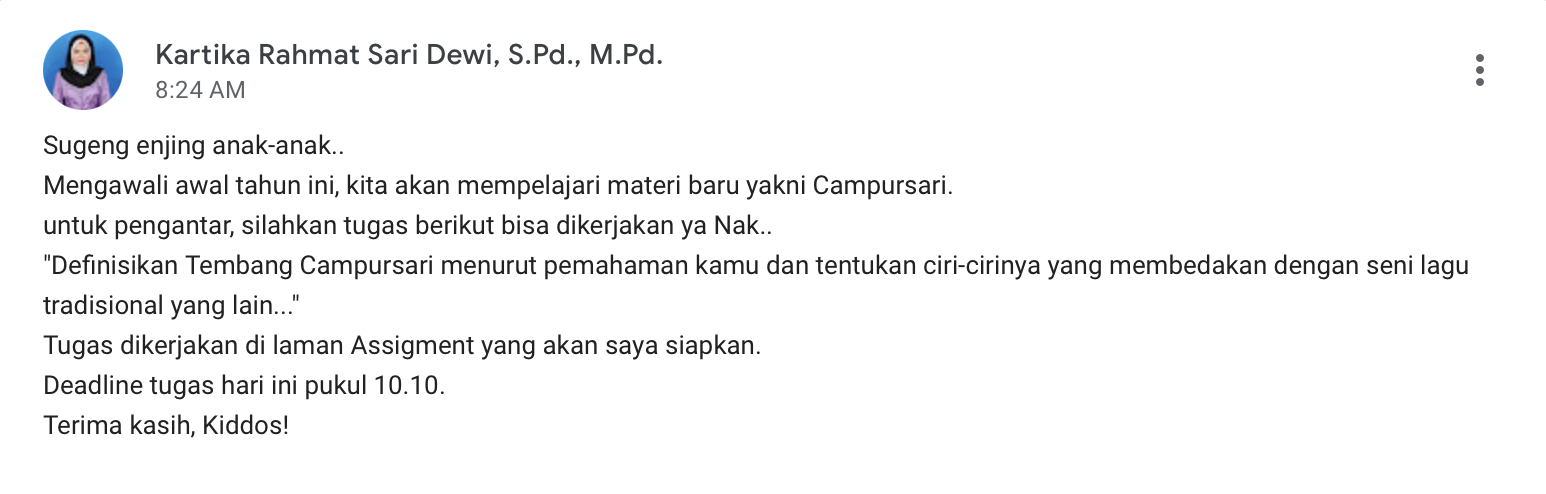 Kartika Rahmat Sari Dewi, S.Pd., M.Pd.
8:24 AM
Sugeng enjing anak-anak..
Mengawali awal tahun ini, kita akan mempelajari materi baru yakni Campursari.
untuk pengantar, silahkan tugas berikut bisa dikerjakan ya Nak..
"Definisikan Tembang Campursari menurut pemahaman kamu dan tentukan ciri-cirinya yang membedakan dengan seni lagu
tradisional yang lain..."
Tugas dikerjakan di laman Assigment yang akan saya siapkan.
Deadline tugas hari ini pukul 10.10.
Terima kasih, Kiddos!